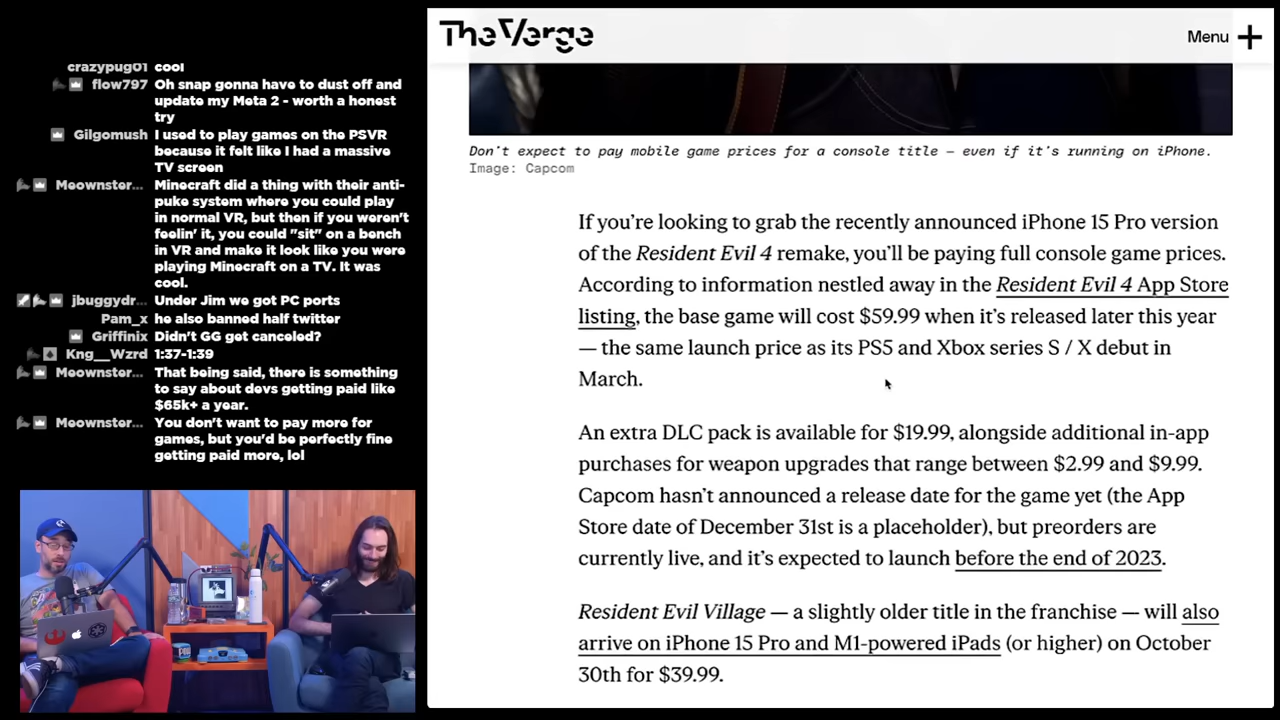 crazypug01 cool
flow797 Oh snap gonna have to dust off and
update my Meta 2 - worth a honest
try
Gilgomush I used to play games on the PSVR
because it felt like I had a massive
TV screen
Meownster... Minecraft did a thing with their anti-
puke system where you could play
in normal VR, but then if you weren't
feelin' it, you could "sit" on a bench
in VR and make it look like you were
playing Minecraft on a TV. It was
cool.
jbuggydr... Under Jim we got PC ports
Pam_x he also banned half twitter
Griffinix Didn't GG get canceled?
Kng__Wzrd 1:37-1:39
Meownster... That being said, there is something
to say about devs getting paid like
$65k+ a year.
Meownster... You don't want to pay more for
games, but you'd be perfectly fine
getting paid more, lol
The Verge
Menu
Don't expect to pay mobile game prices for a console title — even if it's running on iPhone.
Image: Capcom
If you're looking to grab the recently announced iPhone 15 Pro version
of the Resident Evil 4 remake, you'll be paying full console game prices.
According to information nestled away in the Resident Evil 4 App Store
listing, the base game will cost $59.99 when it's released later this year
— the same launch price as its PS5 and Xbox series S / X debut in
March.
An extra DLC pack is available for $19.99, alongside additional in-app
purchases for weapon upgrades that range between $2.99 and $9.99.
Capcom hasn't announced a release date for the game yet (the App
Store date of December 31st is a placeholder), but preorders are
currently live, and it's expected to launch before the end of 2023.
Resident Evil Village — a slightly older title in the franchise — will also
arrive on iPhone 15 Pro and M1-powered iPads (or higher) on October
30th for $39.99.